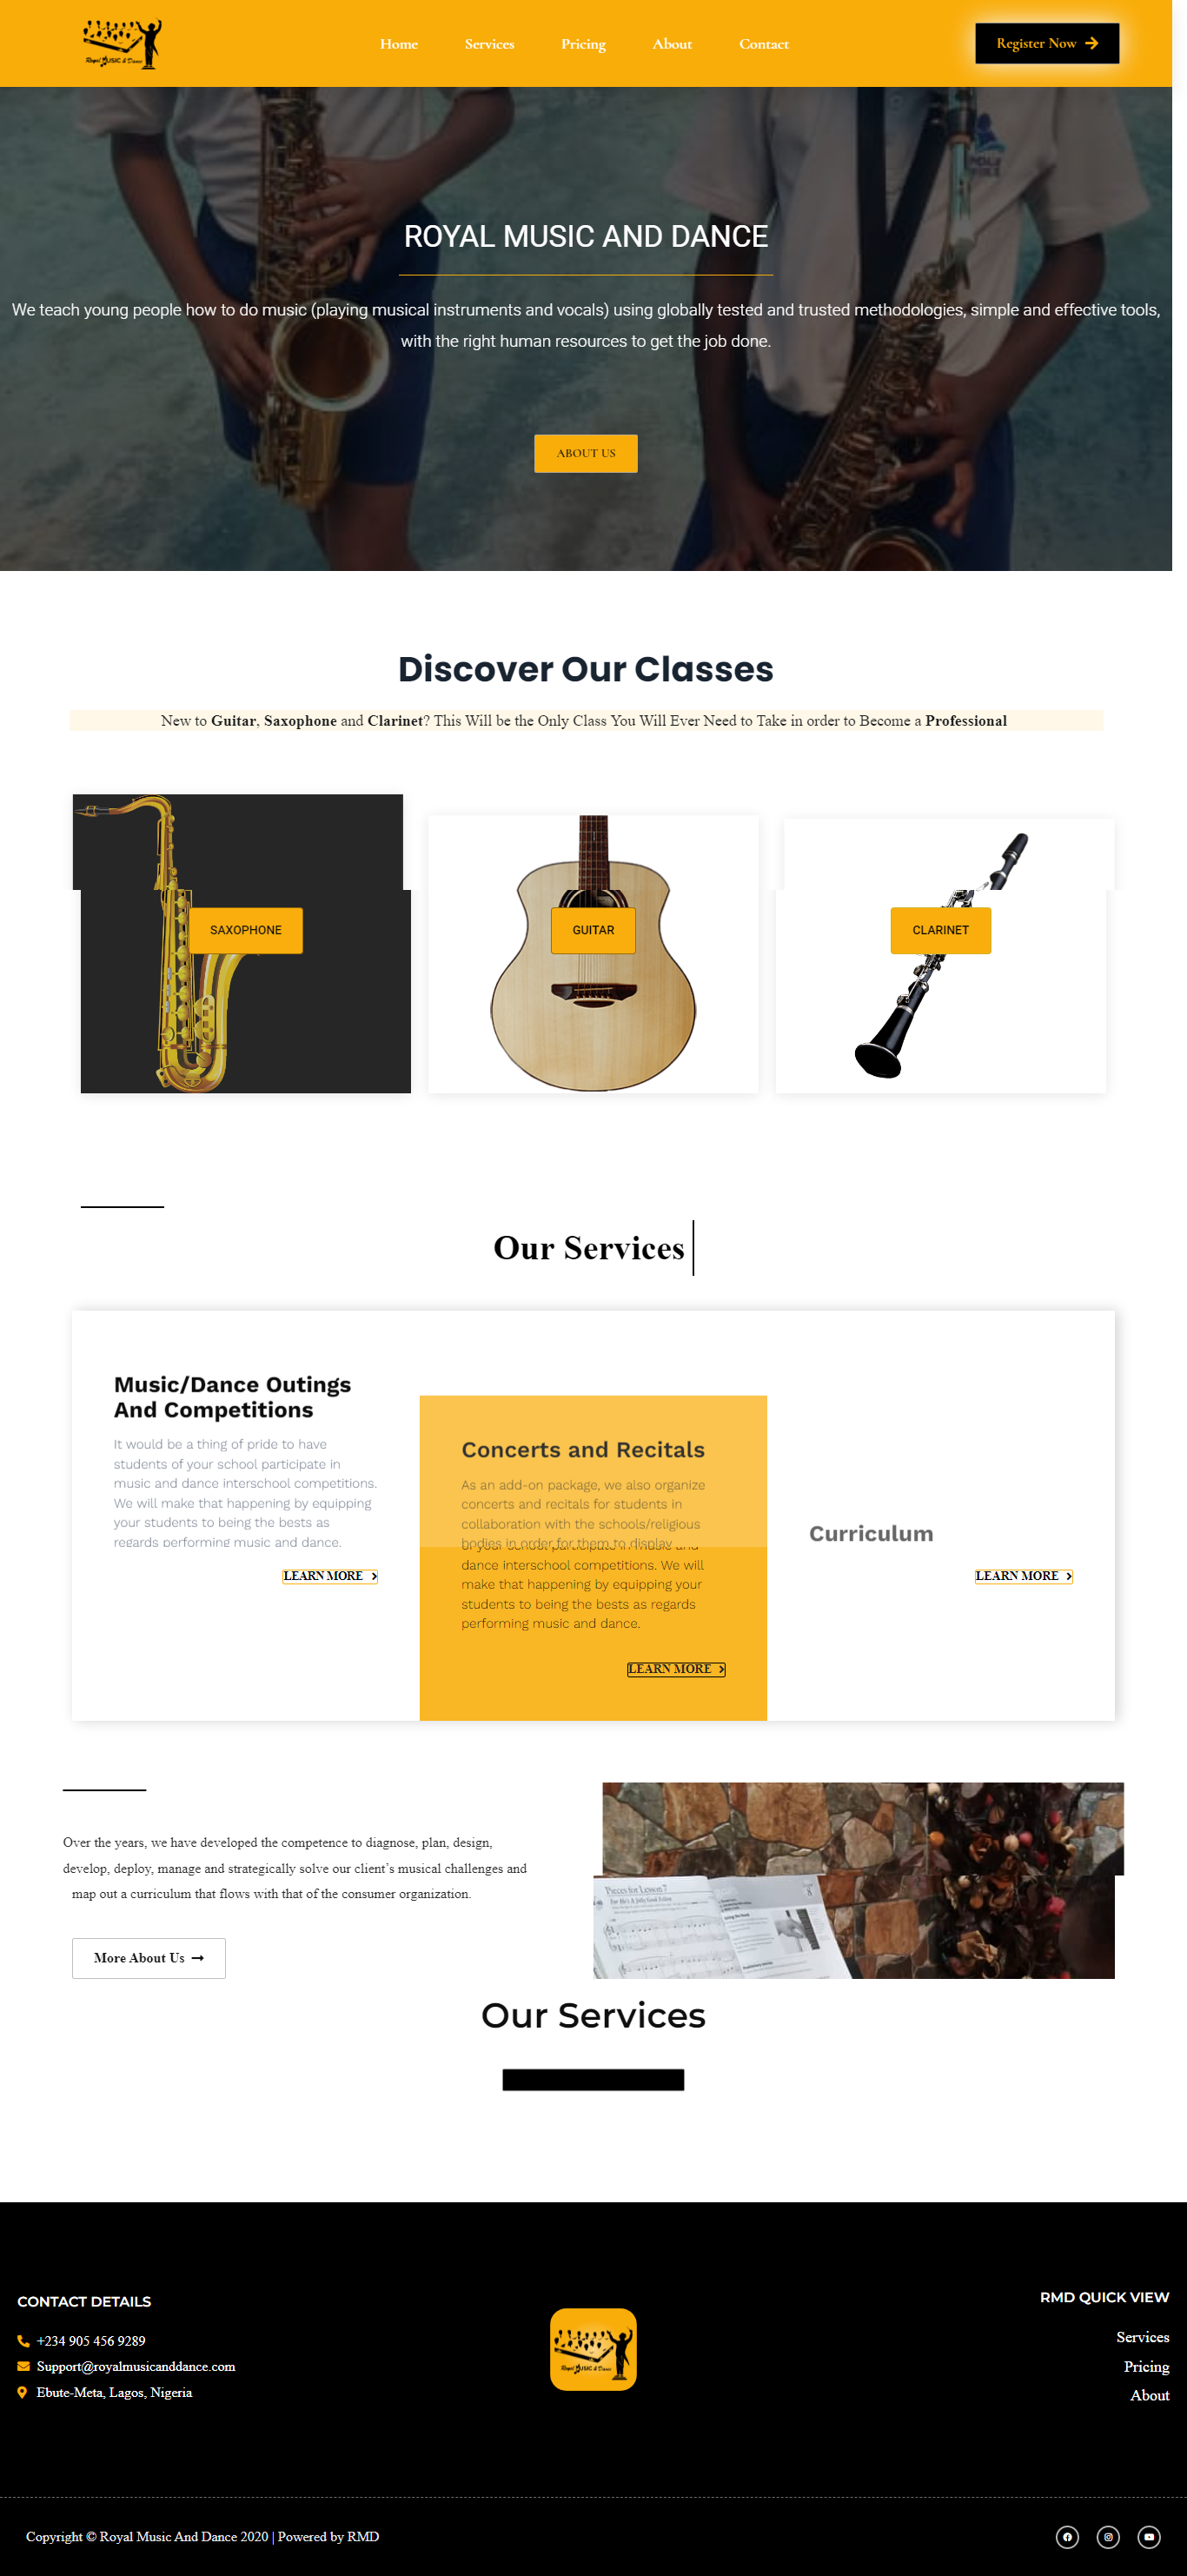 Royal MUSIC & Dance
Home Services Pricing About Contact
Register Now
ROYAL MUSIC AND DANCE
We teach young people how to do music (playing musical instruments and vocals) using globally tested and trusted methodologies, simple and effective tools,
with the right human resources to get the job done.
ABOUT US
Discover Our Classes
New to Guitar, Saxophone and Clarinet? This Will be the Only Class You Will Ever Need to Take in order to Become a Professional
SAXOPHONE
GUITAR
CLARINET
Our Services
Music/Dance Outings
And Competitions
It would be a thing of pride to have
students of your school participate in
music and dance interschool competitions.
We will make that happening by equipping
your students to being the bests as
regards performing music and dance.
LEARN MORE
Concerts and Recitals
As an add-on package, we also organize
concerts and recitals for students in
collaboration with the schools/religious
bodies in order for them to display
of your school participate in music and
dance interschool competitions. We will
make that happening by equipping your
students to being the bests as regards
performing music and dance.
LEARN MORE
Curriculum
LEARN MORE
Over the years, we have developed the competence to diagnose, plan, design,
develop, deploy, manage and strategically solve our client's musical challenges and
map out a curriculum that flows with that of the consumer organization.
More About Us
Pieces for Lesson 7
8
Our Services
CONTACT DETAILS
+234 905 456 9289
Support@royalmusicanddance.com
Ebute-Meta, Lagos, Nigeria
Royal MUSIC & Dance
RMD QUICK VIEW
Services
Pricing
About
Copyright © Royal Music And Dance 2020 | Powered by RMD